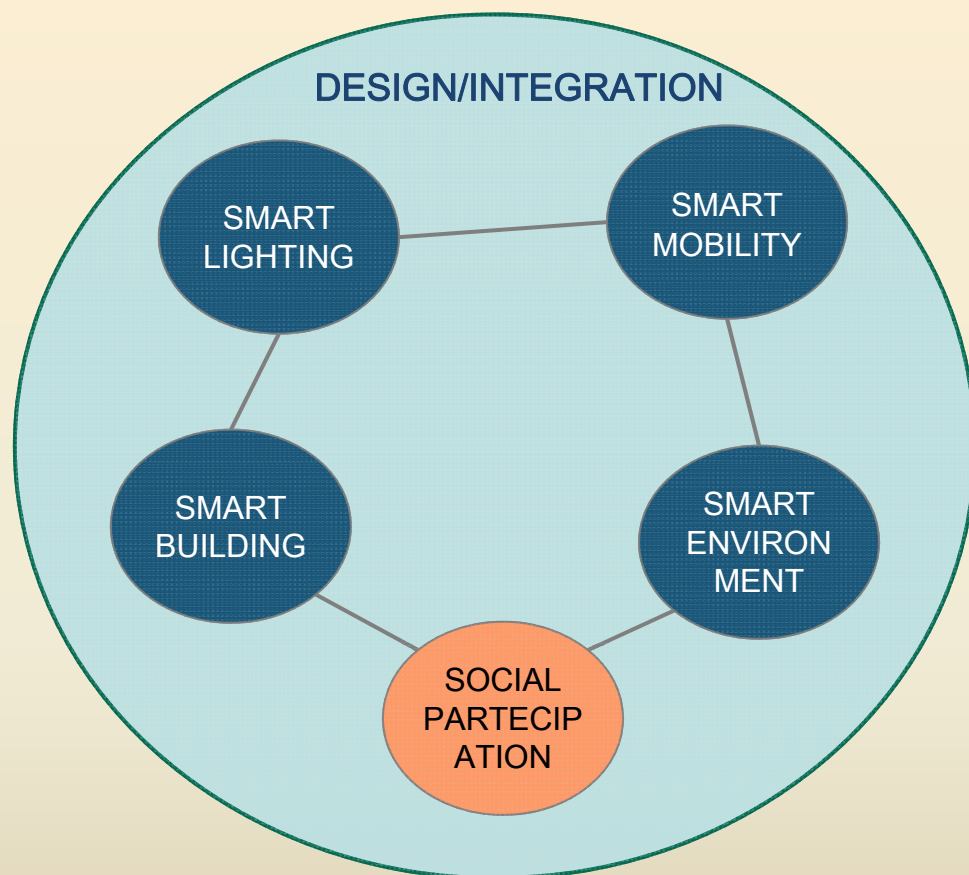 DESIGN/INTEGRATION
SMART
LIGHTING
SMART
MOBILITY
SMART
BUILDING
SMART
ENVIRON
MENT
SOCIAL
PARTECIP
ATION